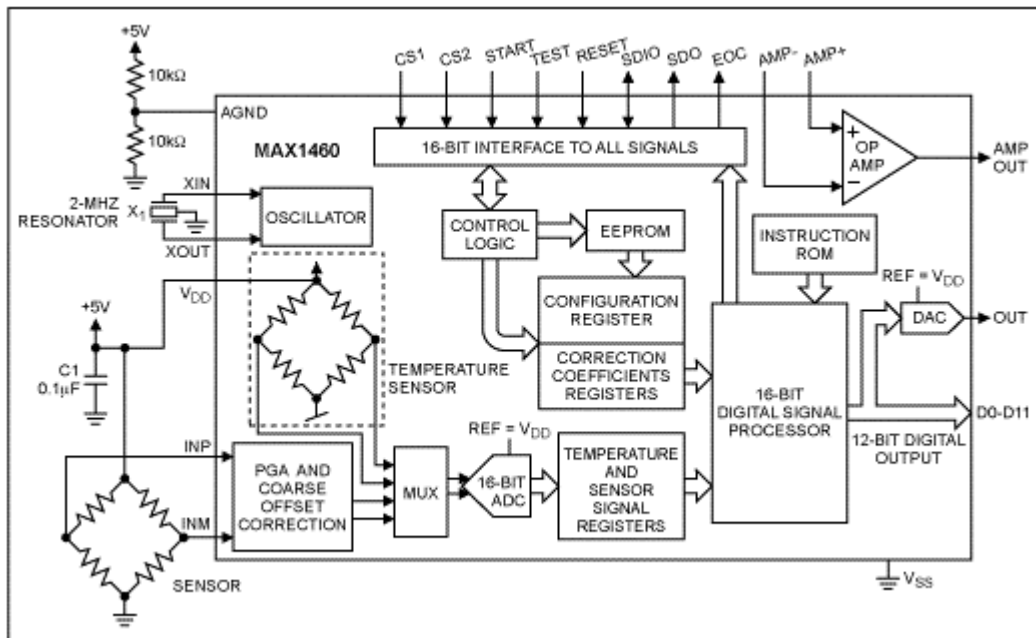 +5V
10kΩ
10kΩ
AGND
CS1
CS2
START
TEST
RESET
SDIO
SDO
EOC
AMP-
AMP+
MAX1460
16-BIT INTERFACE TO ALL SIGNALS
+
OP
AMP
−
AMP
OUT
2-MHZ
RESONATOR
X1
XIN
XOUT
OSCILLATOR
CONTROL
LOGIC
EEPROM
INSTRUCTION
ROM
VDD
+5V
C1
0.1µF
TEMPERATURE
SENSOR
CONFIGURATION
REGISTER
CORRECTION
COEFFICIENTS
REGISTERS
16-BIT
DIGITAL SIGNAL
PROCESSOR
REF = VDD
DAC
OUT
D0-D11
12-BIT DIGITAL
OUTPUT
INP
INM
SENSOR
PGA AND
COARSE
OFFSET
CORRECTION
MUX
REF = VDD
16-BIT
ADC
TEMPERATURE
AND
SENSOR
SIGNAL
REGISTERS
VSS